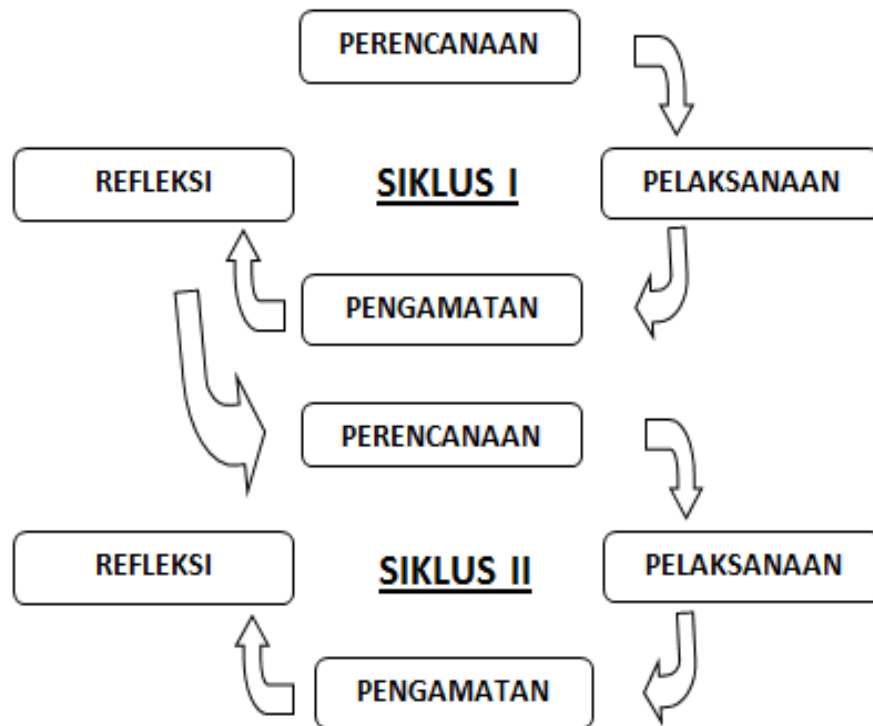 PERENCANAAN
REFLEKSI
SIKLUS I
PELAKSANAAN
PENGAMATAN
PERENCANAAN
REFLEKSI
SIKLUS II
PELAKSANAAN
PENGAMATAN